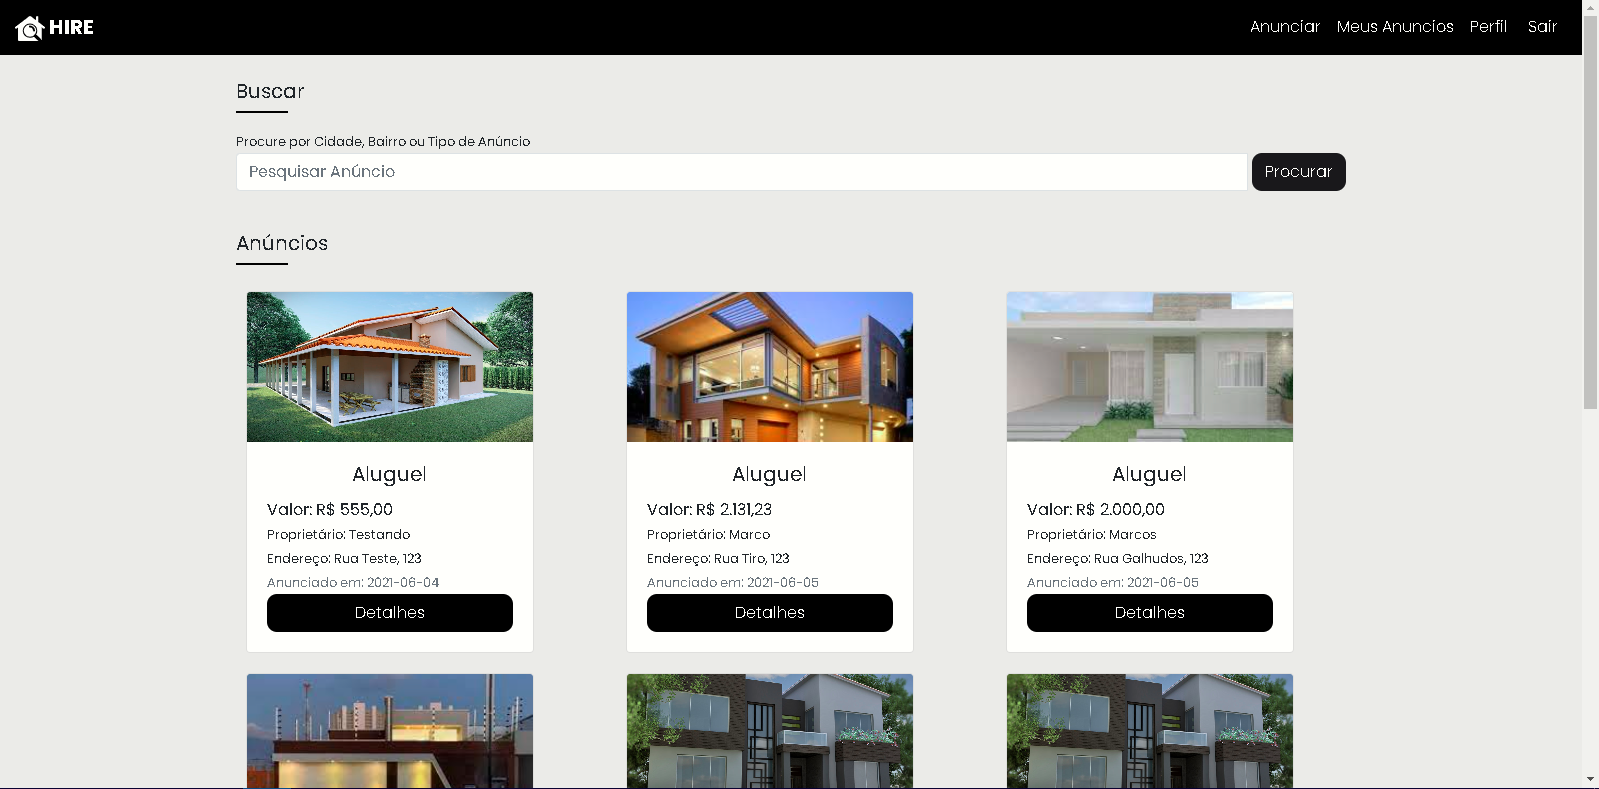 HIRE
Anunciar Meus Anuncios Perfil Saír
Buscar
Procure por Cidade, Bairro ou Tipo de Anúncio
Pesquisar Anúncio
Procurar
Anúncios
Aluguel
Valor: R$ 555,00
Proprietário: Testando
Endereço: Rua Teste, 123
Anunciado em: 2021-06-04
Detalhes
Aluguel
Valor: R$ 2.131,23
Proprietário: Marco
Endereço: Rua Tiro, 123
Anunciado em: 2021-06-05
Detalhes
Aluguel
Valor: R$ 2.000,00
Proprietário: Marcos
Endereço: Rua Galhudos, 123
Anunciado em: 2021-06-05
Detalhes